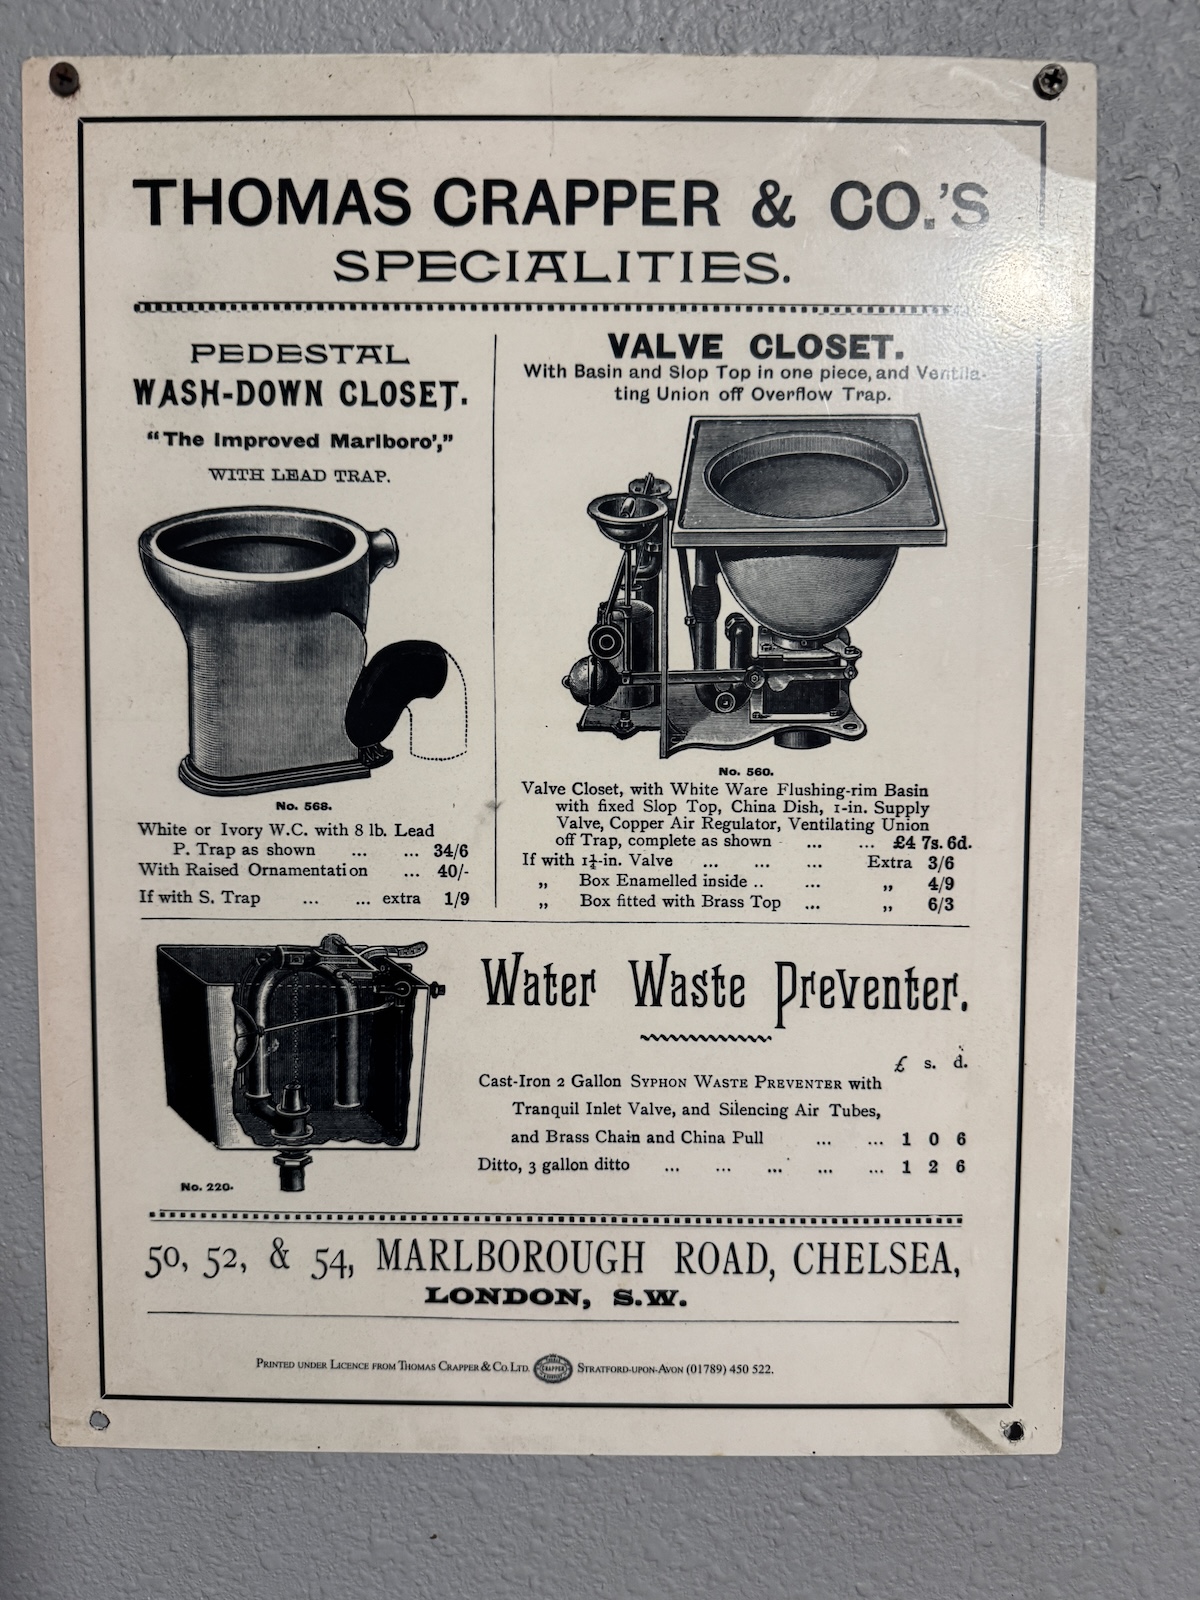 THOMAS CRAPPER & CO.'S
SPECIALITIES.
PEDESTAL
WASH-DOWN CLOSET.
"The Improved Marlboro',"
WITH LEAD TRAP.
No. 568.
White or Ivory W.C. with 8 lb. Lead
P. Trap as shown ... ... 34/6
With Raised Ornamentation ... 40/-
If with S. Trap ... ... extra 1/9
VALVE CLOSET.
With Basin and Slop Top in one piece, and Ventila-
ting Union off Overflow Trap.
No. 560.
Valve Closet, with White Ware Flushing-rim Basin
with fixed Slop Top, China Dish, 1-in. Supply
Valve, Copper Air Regulator, Ventilating Union
off Trap, complete as shown ... ... £4 7s. 6d.
If with 1¼-in. Valve ... ... ... Extra 3/6
„ Box Enamelled inside .. ... „ 4/9
„ Box fitted with Brass Top ... „ 6/3
No. 220.
Water Waste Preventer.
£ s. d.
Cast-Iron 2 Gallon SYPHON WASTE PREVENTER with
Tranquil Inlet Valve, and Silencing Air Tubes,
and Brass Chain and China Pull ... ... 1 0 6
Ditto, 3 gallon ditto ... ... ... ... ... 1 2 6
50, 52, & 54, MARLBOROUGH ROAD, CHELSEA,
LONDON, S.W.
PRINTED UNDER LICENCE FROM THOMAS CRAPPER & CO. LTD. CRAPPER STRATFORD-UPON-AVON (01789) 450 522.